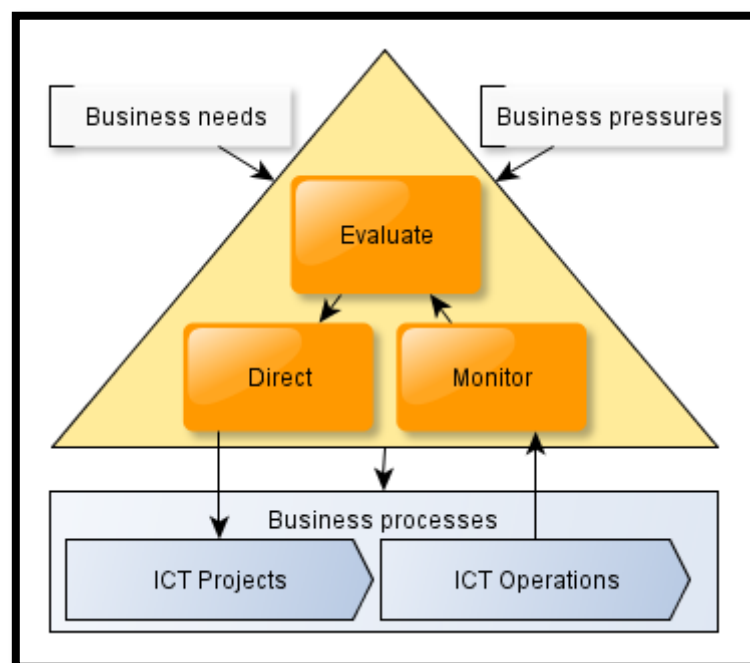 Business needs
Business pressures
Evaluate
Direct
Monitor
Business processes
ICT Projects
ICT Operations